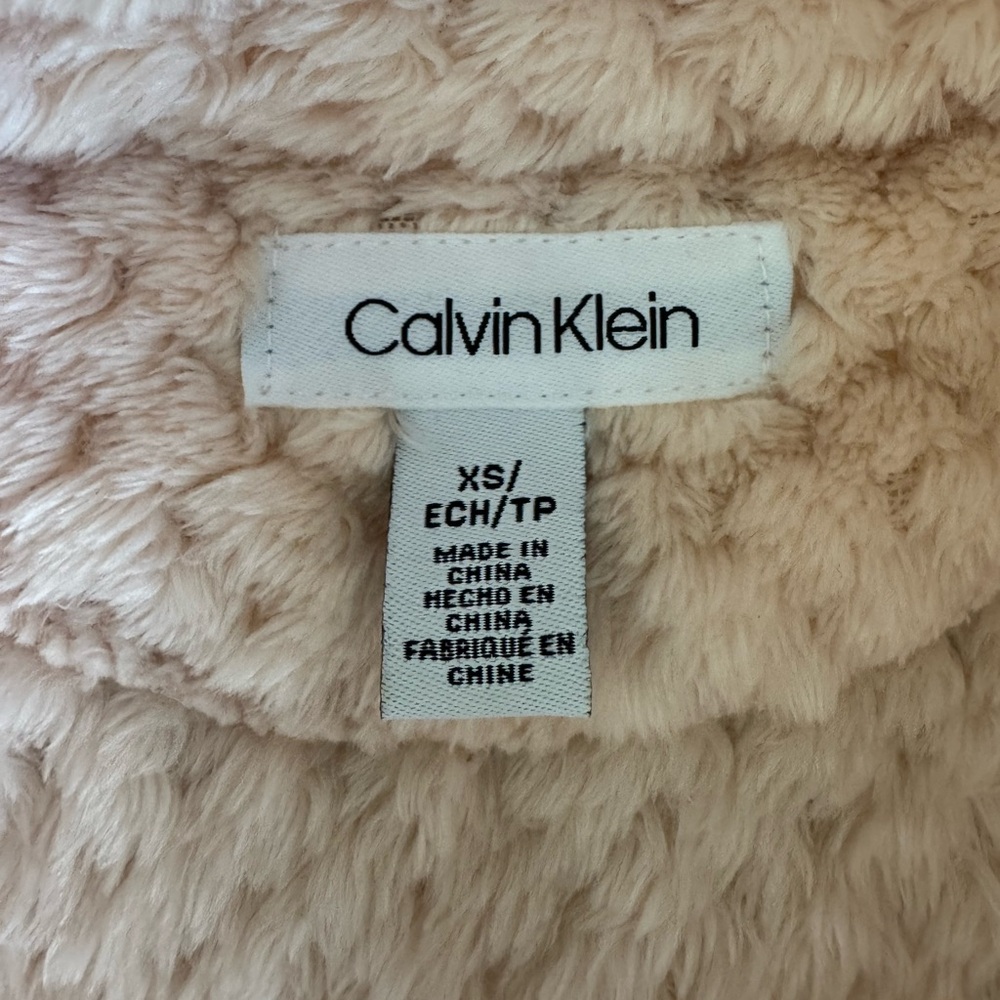 Calvin Klein
XS/
ECH/TP
MADE IN
CHINA
HECHO EN
CHINA
FABRIQUÉ EN
CHINE